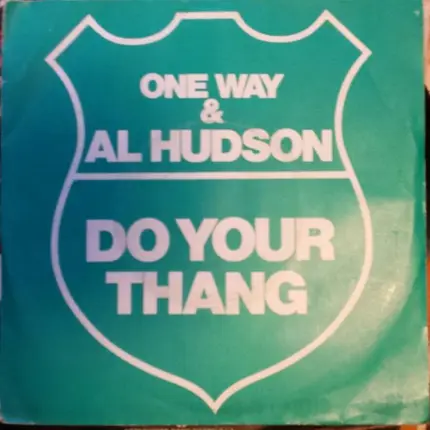 ONE WAY
&
AL HUDSON
DO YOUR
THANG